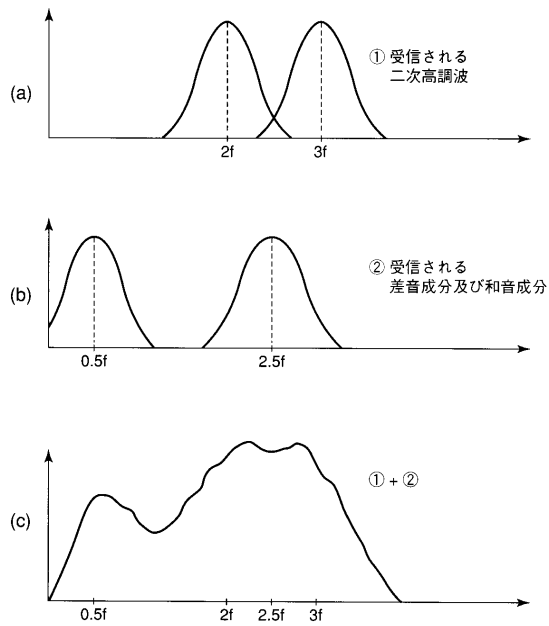 (a)
① 受信される
二次高調波
2f 3f
(b)
② 受信される
差音成分及び和音成分
0.5f 2.5f
(c)
① + ②
0.5f 2f 2.5f 3f